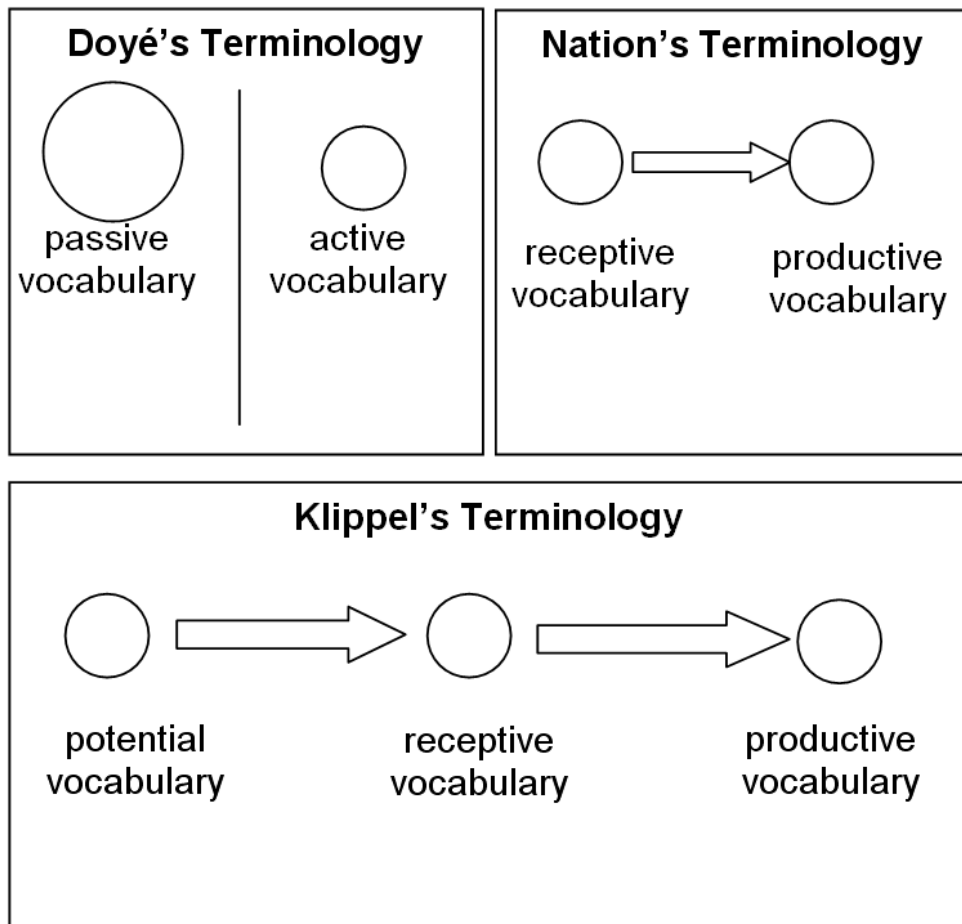 Doyé’s Terminology
passive
vocabulary
active
vocabulary
Nation’s Terminology
receptive
vocabulary
productive
vocabulary
Klippel’s Terminology
potential
vocabulary
receptive
vocabulary
productive
vocabulary